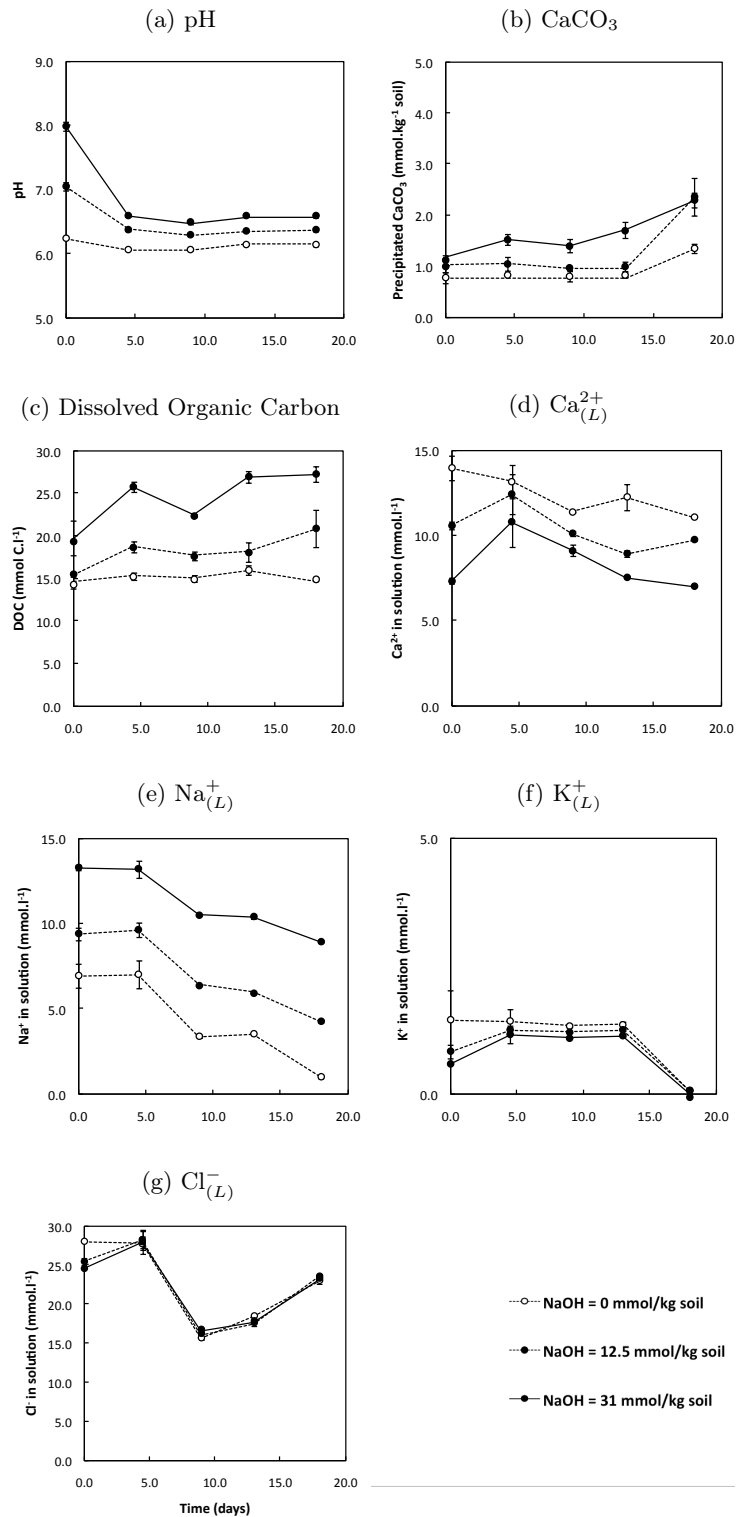 (a) pH
9.0
8.0
7.0
6.0
5.0
pH
0.0 5.0 10.0 15.0 20.0
(b) CaCO₃
5.0
4.0
3.0
2.0
1.0
0.0
Precipitated CaCO₃ (mmol.kg⁻¹ soil)
0.0 5.0 10.0 15.0 20.0
(c) Dissolved Organic Carbon
30.0
25.0
20.0
15.0
10.0
5.0
0.0
DOC (mmol C.l⁻¹)
0.0 5.0 10.0 15.0 20.0
(d) Ca²⁺(L)
15.0
10.0
5.0
0.0
Ca²⁺ in solution (mmol.l⁻¹)
0.0 5.0 10.0 15.0 20.0
(e) Na⁺(L)
15.0
10.0
5.0
0.0
Na⁺ in solution (mmol.l⁻¹)
0.0 5.0 10.0 15.0 20.0
(f) K⁺(L)
5.0
0.0
K⁺ in solution (mmol.l⁻¹)
0.0 5.0 10.0 15.0 20.0
(g) Cl⁻(L)
30.0
25.0
20.0
15.0
10.0
5.0
0.0
Cl⁻ in solution (mmol.l⁻¹)
0.0 5.0 10.0 15.0 20.0
Time (days)
NaOH = 0 mmol/kg soil
NaOH = 12.5 mmol/kg soil
NaOH = 31 mmol/kg soil